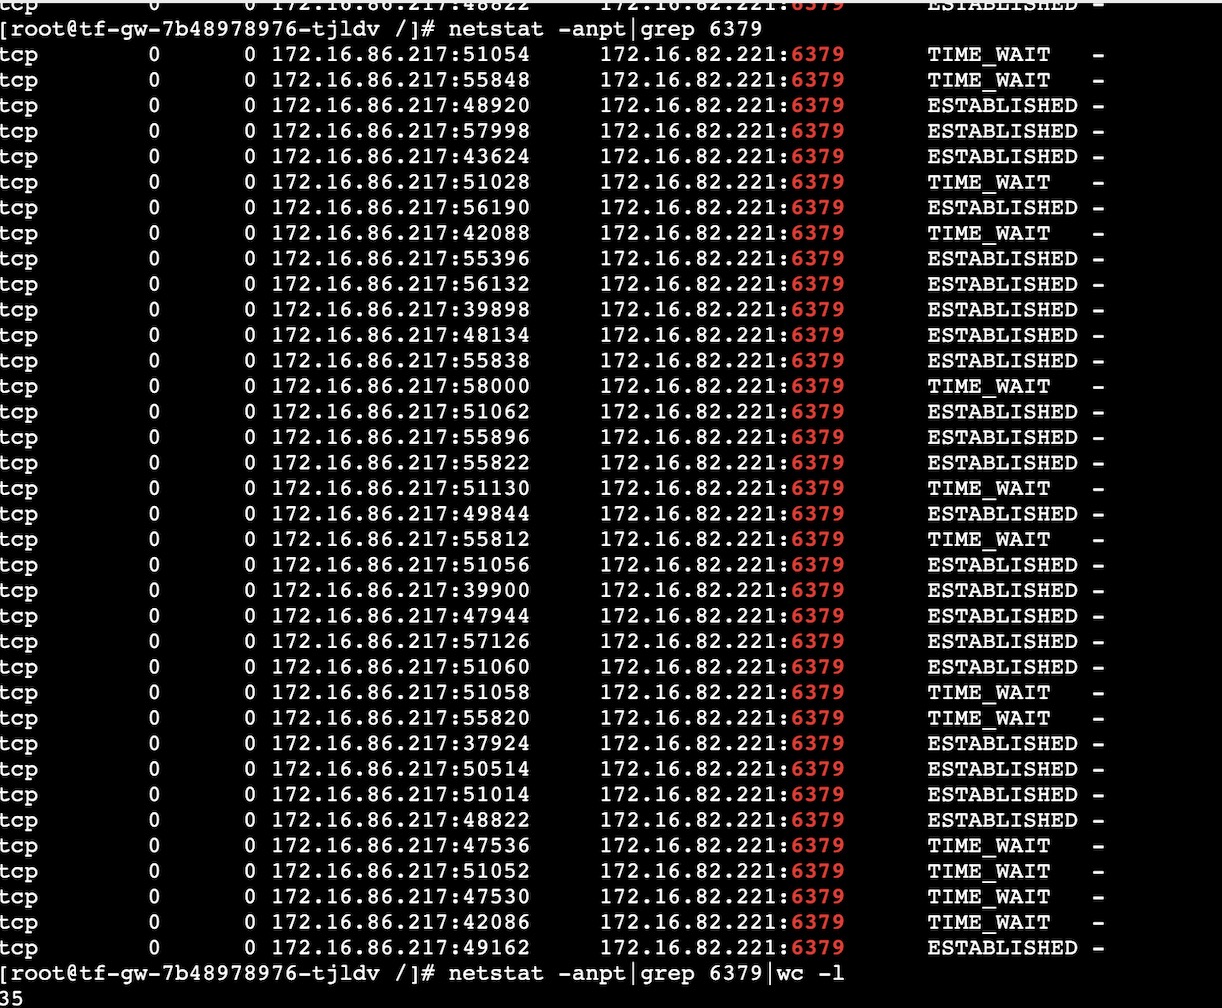 [root@tf-gw-7b48978976-tjldv /]# netstat -anpt|grep 6379
tcp 0 0 172.16.86.217:51054 172.16.82.221:6379 TIME_WAIT -
tcp 0 0 172.16.86.217:55848 172.16.82.221:6379 TIME_WAIT -
tcp 0 0 172.16.86.217:48920 172.16.82.221:6379 ESTABLISHED -
tcp 0 0 172.16.86.217:57998 172.16.82.221:6379 ESTABLISHED -
tcp 0 0 172.16.86.217:43624 172.16.82.221:6379 ESTABLISHED -
tcp 0 0 172.16.86.217:51028 172.16.82.221:6379 TIME_WAIT -
tcp 0 0 172.16.86.217:56190 172.16.82.221:6379 ESTABLISHED -
tcp 0 0 172.16.86.217:42088 172.16.82.221:6379 TIME_WAIT -
tcp 0 0 172.16.86.217:55396 172.16.82.221:6379 ESTABLISHED -
tcp 0 0 172.16.86.217:56132 172.16.82.221:6379 ESTABLISHED -
tcp 0 0 172.16.86.217:39898 172.16.82.221:6379 ESTABLISHED -
tcp 0 0 172.16.86.217:48134 172.16.82.221:6379 ESTABLISHED -
tcp 0 0 172.16.86.217:55838 172.16.82.221:6379 ESTABLISHED -
tcp 0 0 172.16.86.217:58000 172.16.82.221:6379 TIME_WAIT -
tcp 0 0 172.16.86.217:51062 172.16.82.221:6379 ESTABLISHED -
tcp 0 0 172.16.86.217:55896 172.16.82.221:6379 ESTABLISHED -
tcp 0 0 172.16.86.217:55822 172.16.82.221:6379 ESTABLISHED -
tcp 0 0 172.16.86.217:51130 172.16.82.221:6379 TIME_WAIT -
tcp 0 0 172.16.86.217:49844 172.16.82.221:6379 ESTABLISHED -
tcp 0 0 172.16.86.217:55812 172.16.82.221:6379 TIME_WAIT -
tcp 0 0 172.16.86.217:51056 172.16.82.221:6379 ESTABLISHED -
tcp 0 0 172.16.86.217:39900 172.16.82.221:6379 ESTABLISHED -
tcp 0 0 172.16.86.217:47944 172.16.82.221:6379 ESTABLISHED -
tcp 0 0 172.16.86.217:57126 172.16.82.221:6379 ESTABLISHED -
tcp 0 0 172.16.86.217:51060 172.16.82.221:6379 ESTABLISHED -
tcp 0 0 172.16.86.217:51058 172.16.82.221:6379 TIME_WAIT -
tcp 0 0 172.16.86.217:55820 172.16.82.221:6379 TIME_WAIT -
tcp 0 0 172.16.86.217:37924 172.16.82.221:6379 ESTABLISHED -
tcp 0 0 172.16.86.217:50514 172.16.82.221:6379 ESTABLISHED -
tcp 0 0 172.16.86.217:51014 172.16.82.221:6379 ESTABLISHED -
tcp 0 0 172.16.86.217:48822 172.16.82.221:6379 ESTABLISHED -
tcp 0 0 172.16.86.217:47536 172.16.82.221:6379 TIME_WAIT -
tcp 0 0 172.16.86.217:51052 172.16.82.221:6379 TIME_WAIT -
tcp 0 0 172.16.86.217:47530 172.16.82.221:6379 TIME_WAIT -
tcp 0 0 172.16.86.217:42086 172.16.82.221:6379 TIME_WAIT -
tcp 0 0 172.16.86.217:49162 172.16.82.221:6379 ESTABLISHED -
[root@tf-gw-7b48978976-tjldv /]# netstat -anpt|grep 6379|wc -l
35